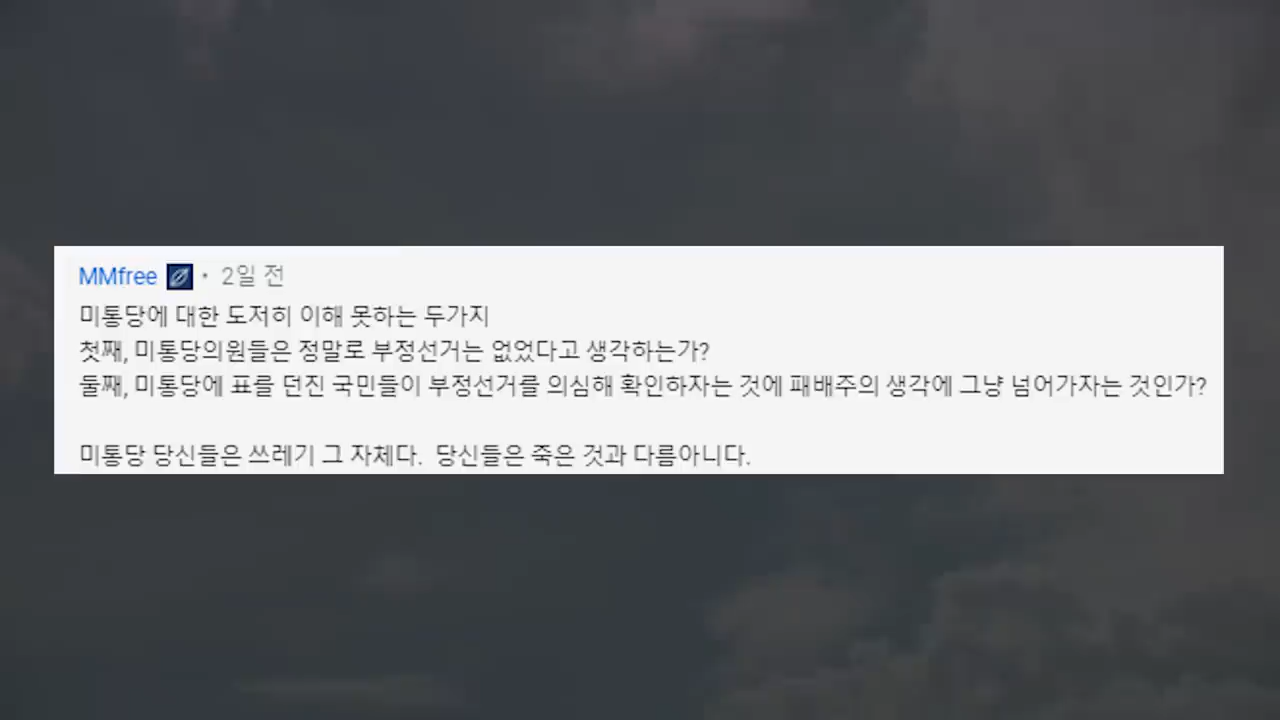 MMfree · 2일 전
미통당에 대한 도저히 이해 못하는 두가지
첫째, 미통당의원들은 정말로 부정선거는 없었다고 생각하는가?
둘째, 미통당에 표를 던진 국민들이 부정선거를 의심해 확인하자는 것에 패배주의 생각에 그냥 넘어가자는 것인가?
미통당 당신들은 쓰레기 그 자체다. 당신들은 죽은 것과 다름아니다.